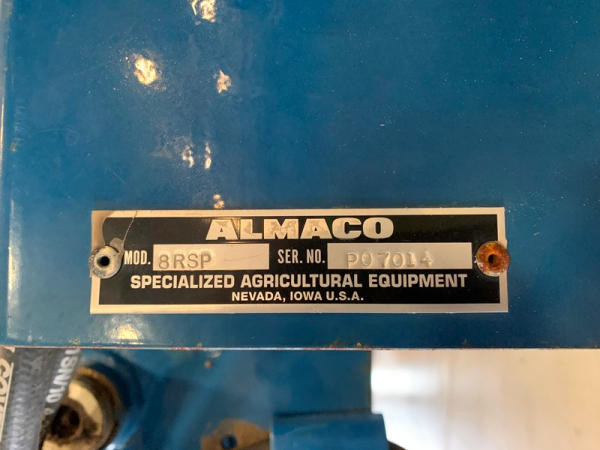 ALMACO
MOD. 8RSP SER. NO. P07014
SPECIALIZED AGRICULTURAL EQUIPMENT
NEVADA, IOWA U.S.A.